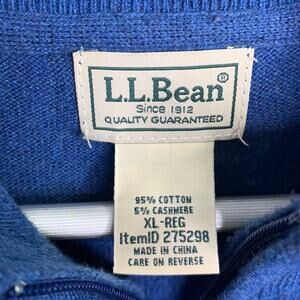 L.L.Bean®
Since 1912
QUALITY GUARANTEED
95% COTTON
5% CASHMERE
XL-REG
ItemID 275298
MADE IN CHINA
CARE ON REVERSE